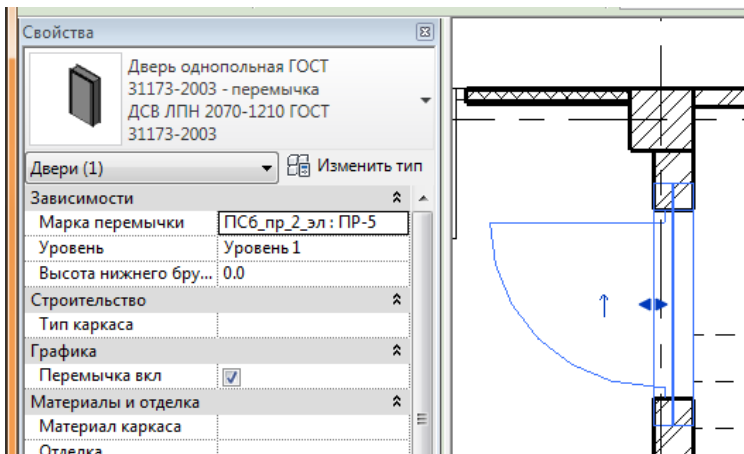 Свойства
Дверь однопольная ГОСТ
31173-2003 - перемычка
ДСВ ЛПН 2070-1210 ГОСТ
31173-2003
Двери (1)
Изменить тип
Зависимости
Марка перемычки ПС6_пр_2_эл : ПР-5
Уровень Уровень 1
Высота нижнего бру... 0.0
Строительство
Тип каркаса
Графика
Перемычка вкл
Материалы и отделка
Материал каркаса
Отделка